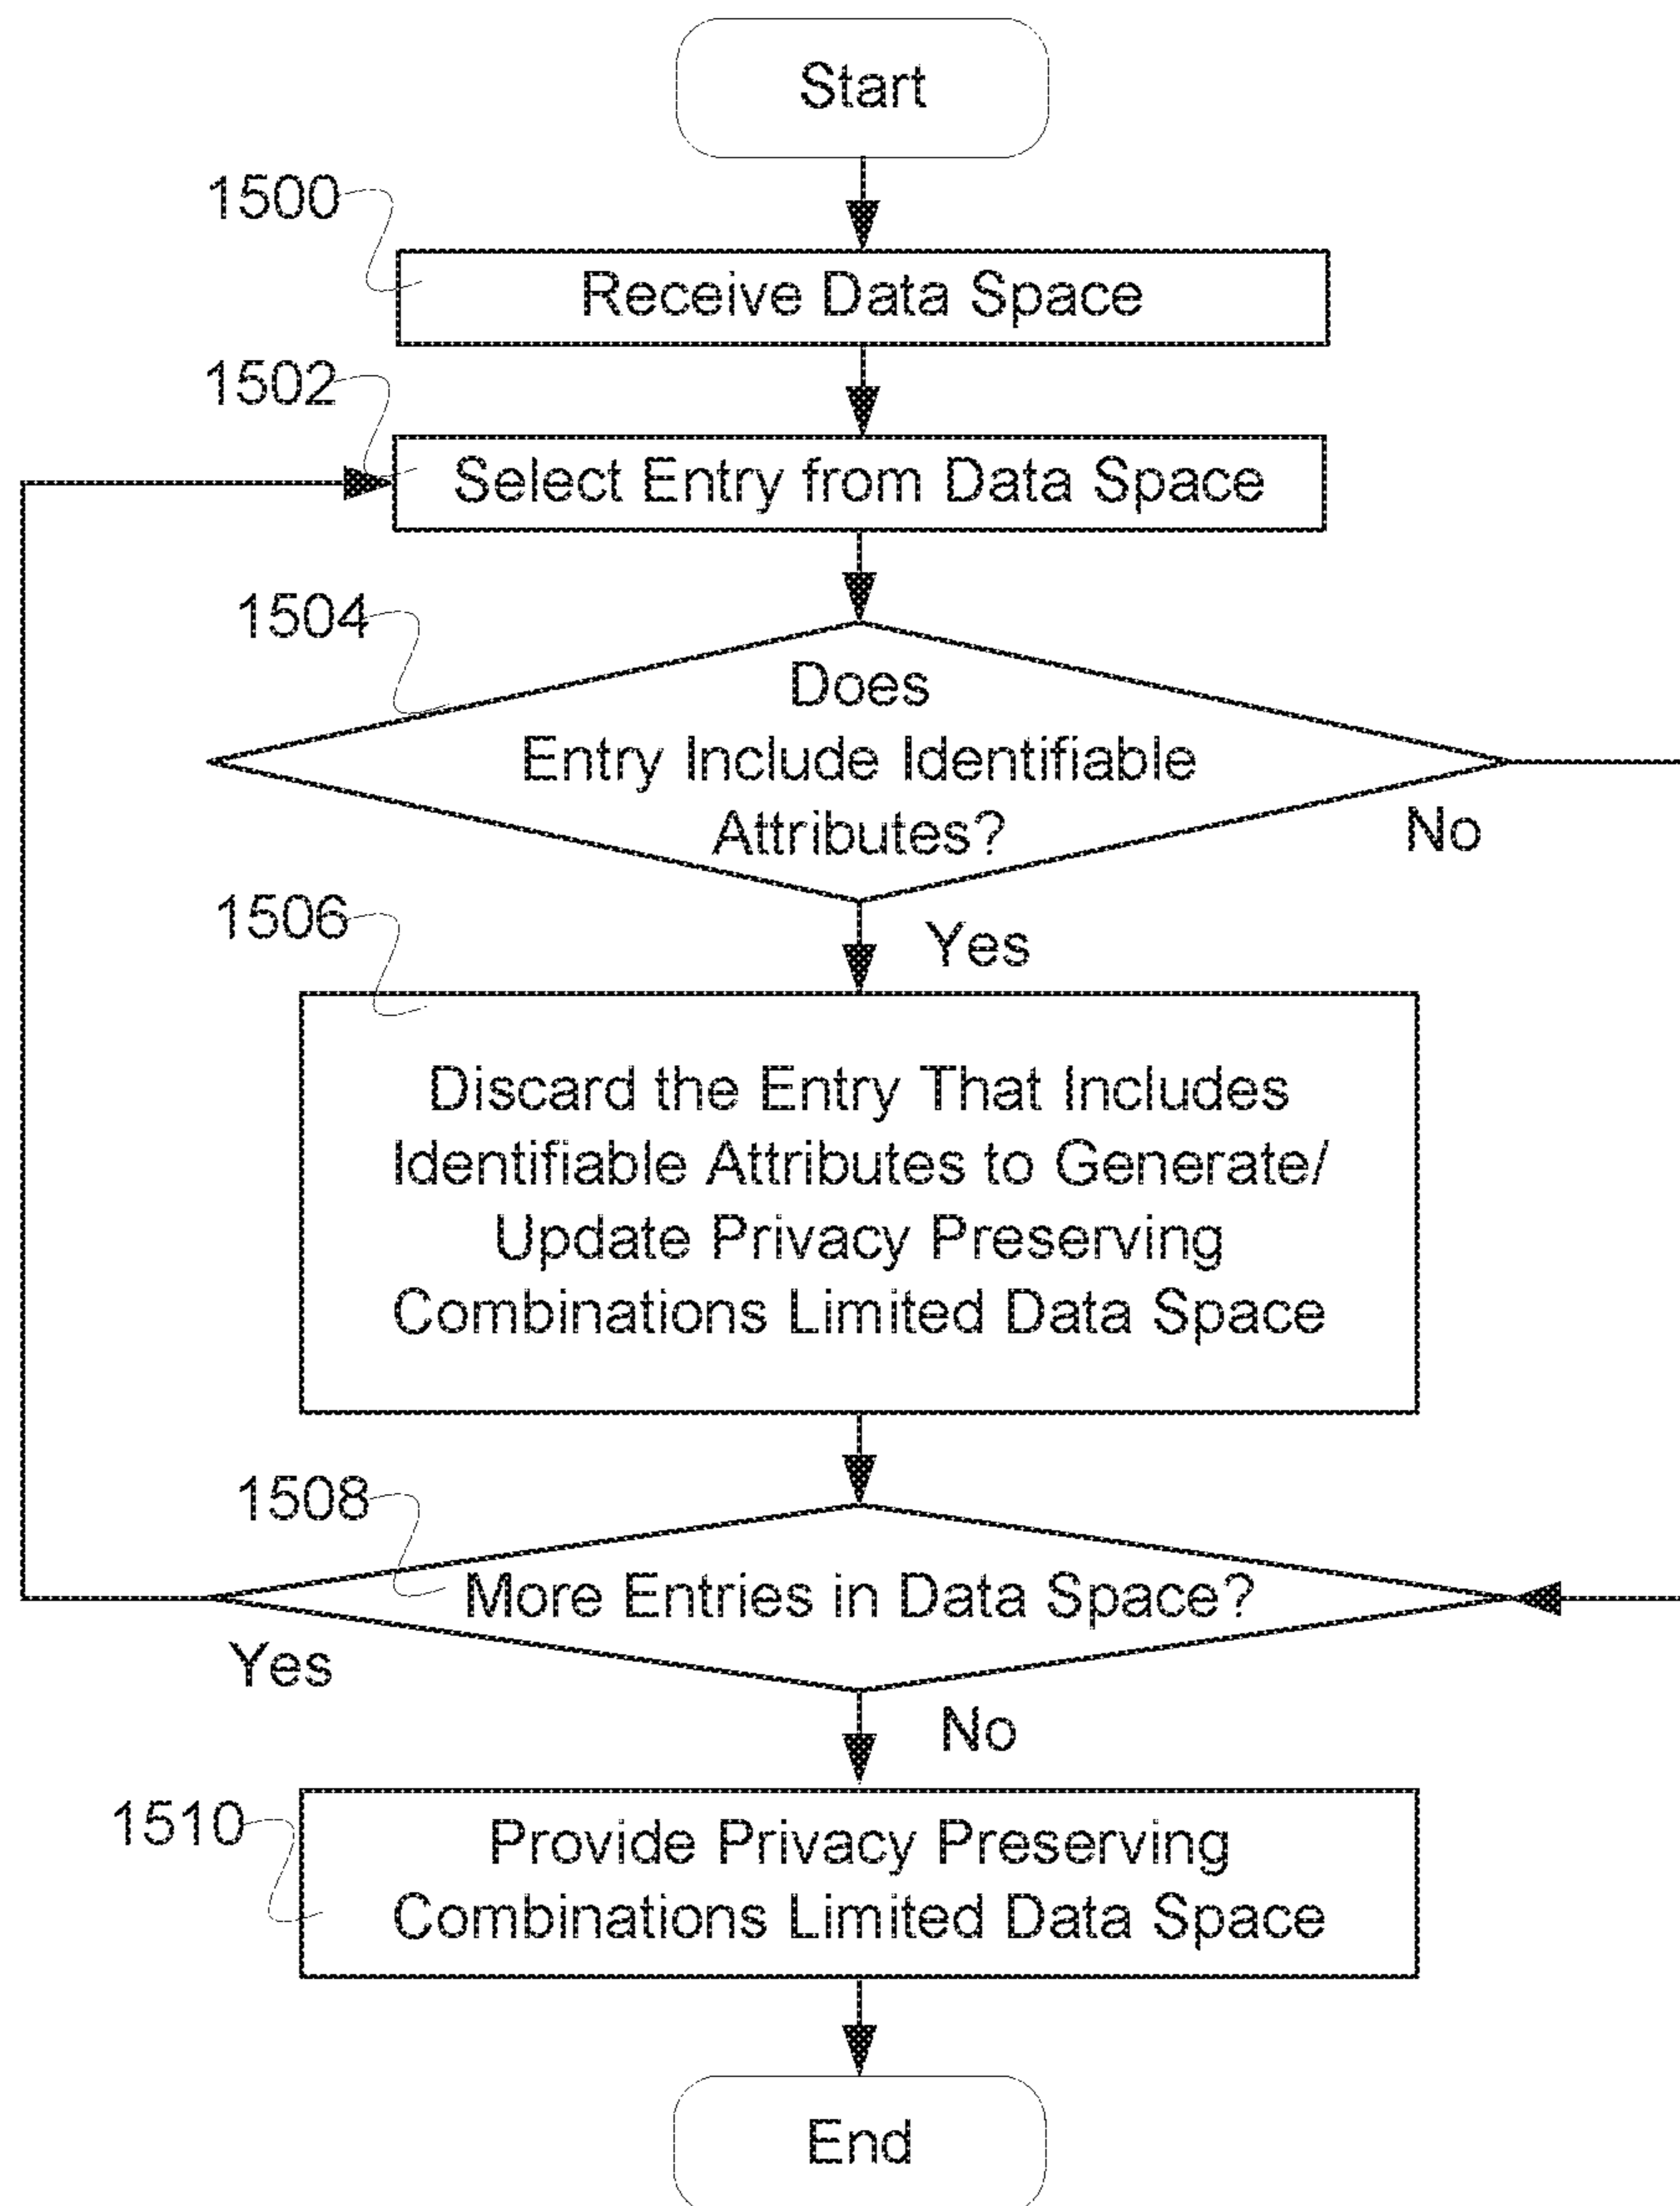 Start
1500
Receive Data Space
1502
Select Entry from Data Space
1504
Does
Entry Include Identifiable
Attributes?
No
1506
Yes
Discard the Entry That Includes
Identifiable Attributes to Generate/
Update Privacy Preserving
Combinations Limited Data Space
1508
More Entries in Data Space?
Yes
No
1510
Provide Privacy Preserving
Combinations Limited Data Space
End